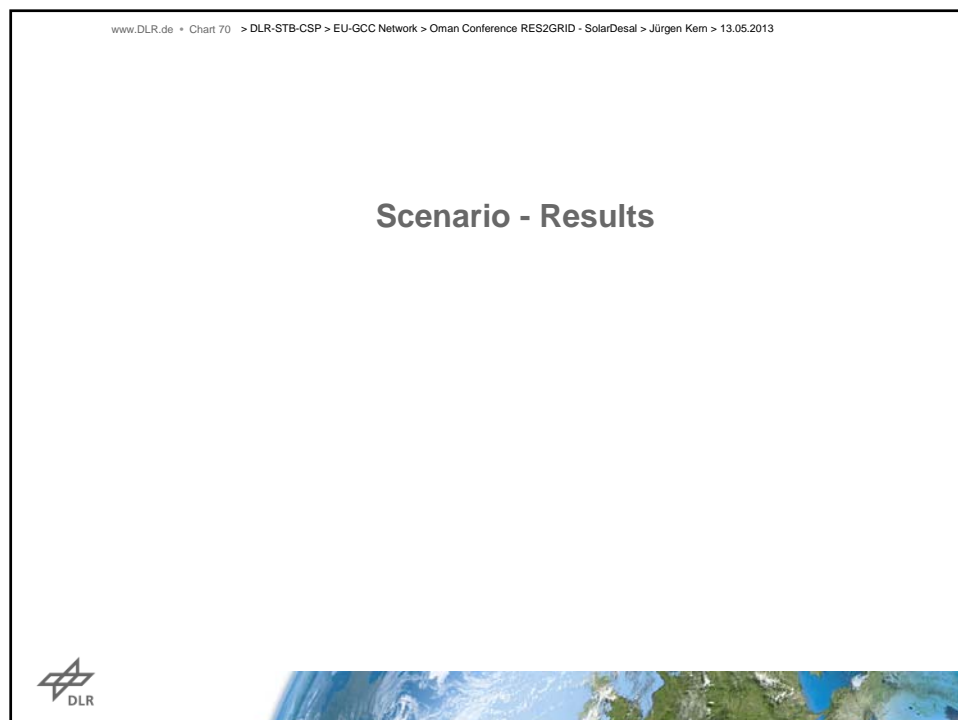 www.DLR.de • Chart 70 > DLR-STB-CSP > EU-GCC Network > Oman Conference RES2GRID - SolarDesal > Jürgen Kern > 13.05.2013
Scenario - Results
DLR